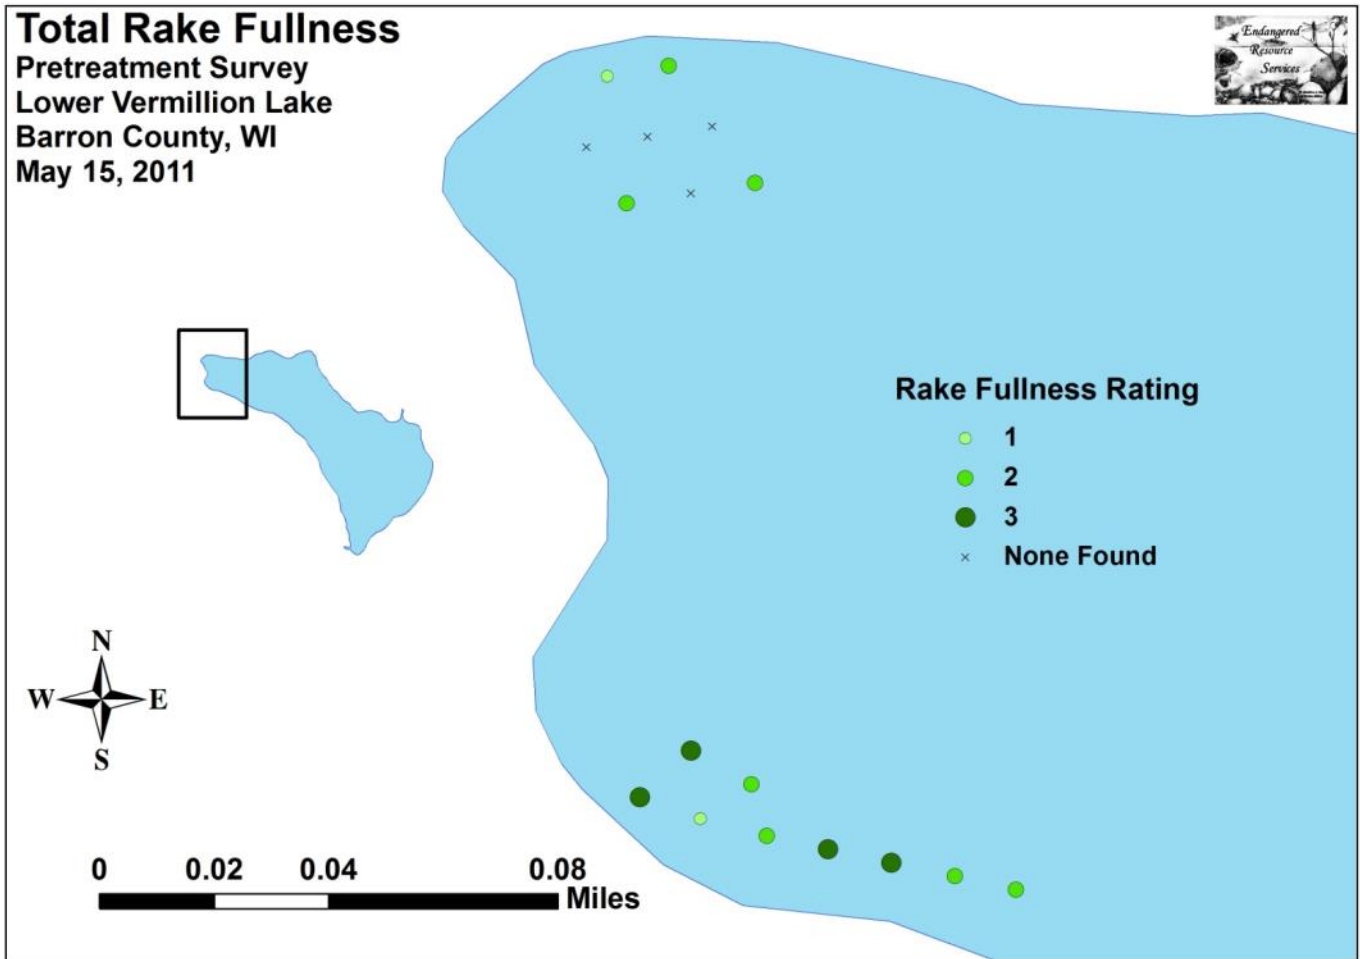 Total Rake Fullness
Pretreatment Survey
Lower Vermillion Lake
Barron County, WI
May 15, 2011
Endangered
Resource
Services
Rake Fullness Rating
1
2
3
None Found
N
W E
S
0 0.02 0.04 0.08
Miles